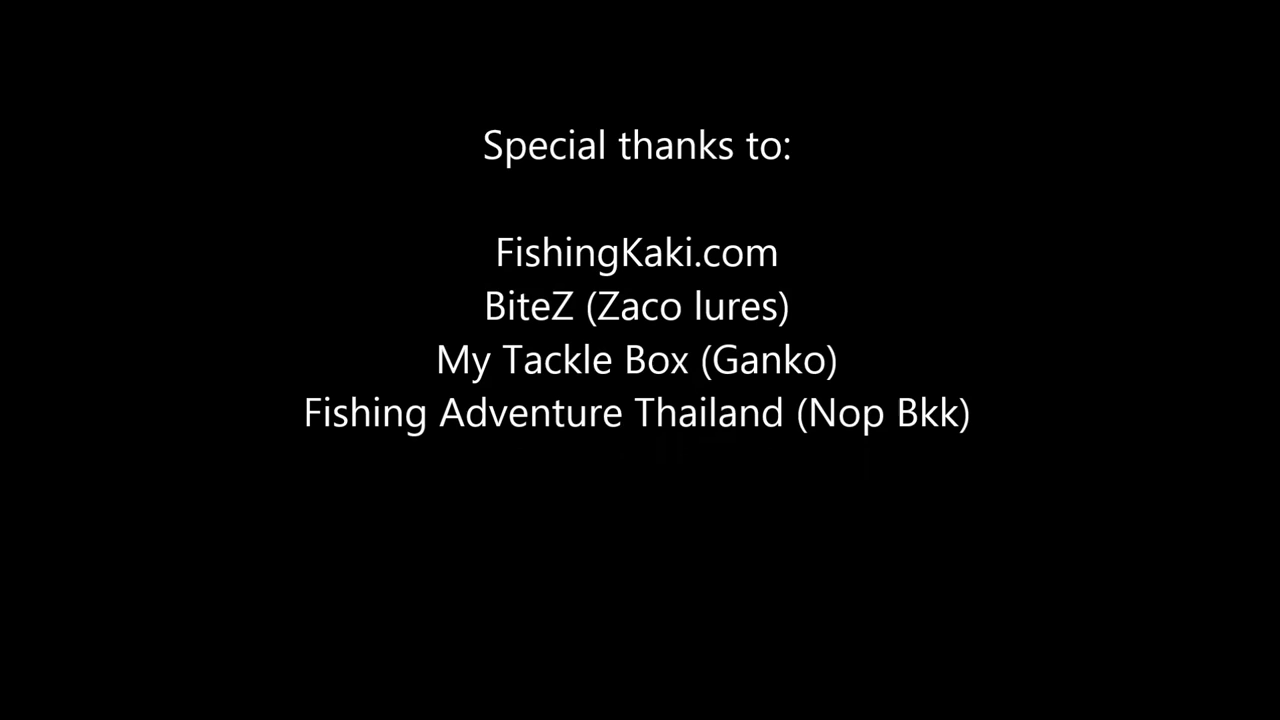 Special thanks to:
FishingKaki.com
BiteZ (Zaco lures)
My Tackle Box (Ganko)
Fishing Adventure Thailand (Nop Bkk)